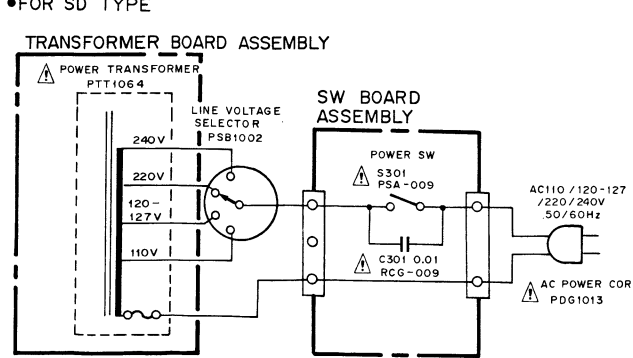 •FOR SD TYPE
TRANSFORMER BOARD ASSEMBLY
POWER TRANSFORMER
PTT1064
LINE VOLTAGE
SELECTOR
PSB1002
240V
220V
120-
127V
110V
SW BOARD
ASSEMBLY
POWER SW
S301
PSA-009
C301 0.01
RCG-009
AC110/120-127
/220/240V
50/60Hz
AC POWER COR
PDG1013